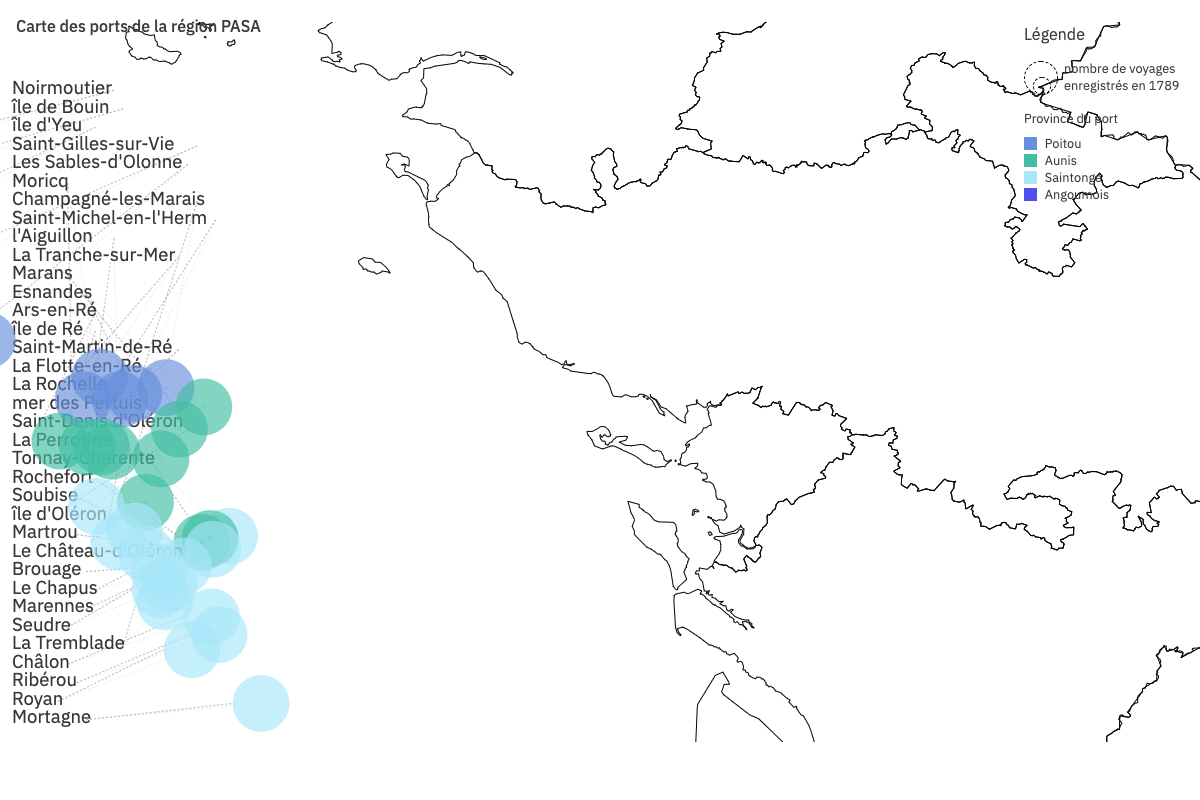 Carte des ports de la région PASA
Noirmoutier
île de Bouin
île d'Yeu
Saint-Gilles-sur-Vie
Les Sables-d'Olonne
Moricq
Champagné-les-Marais
Saint-Michel-en-l'Herm
l'Aiguillon
La Tranche-sur-Mer
Marans
Esnandes
Ars-en-Ré
île de Ré
Saint-Martin-de-Ré
La Flotte-en-Ré
La Rochelle
mer des Pertuis
Saint-Denis d'Oléron
La Perrotine
Tonnay-Charente
Rochefort
Soubise
île d'Oléron
Martrou
Le Château-d'Oléron
Brouage
Le Chapus
Marennes
Seudre
La Tremblade
Châlon
Ribérou
Royan
Mortagne
Légende
nombre de voyages
enregistrés en 1789
Province du port
Poitou
Aunis
Saintonge
Angoumois